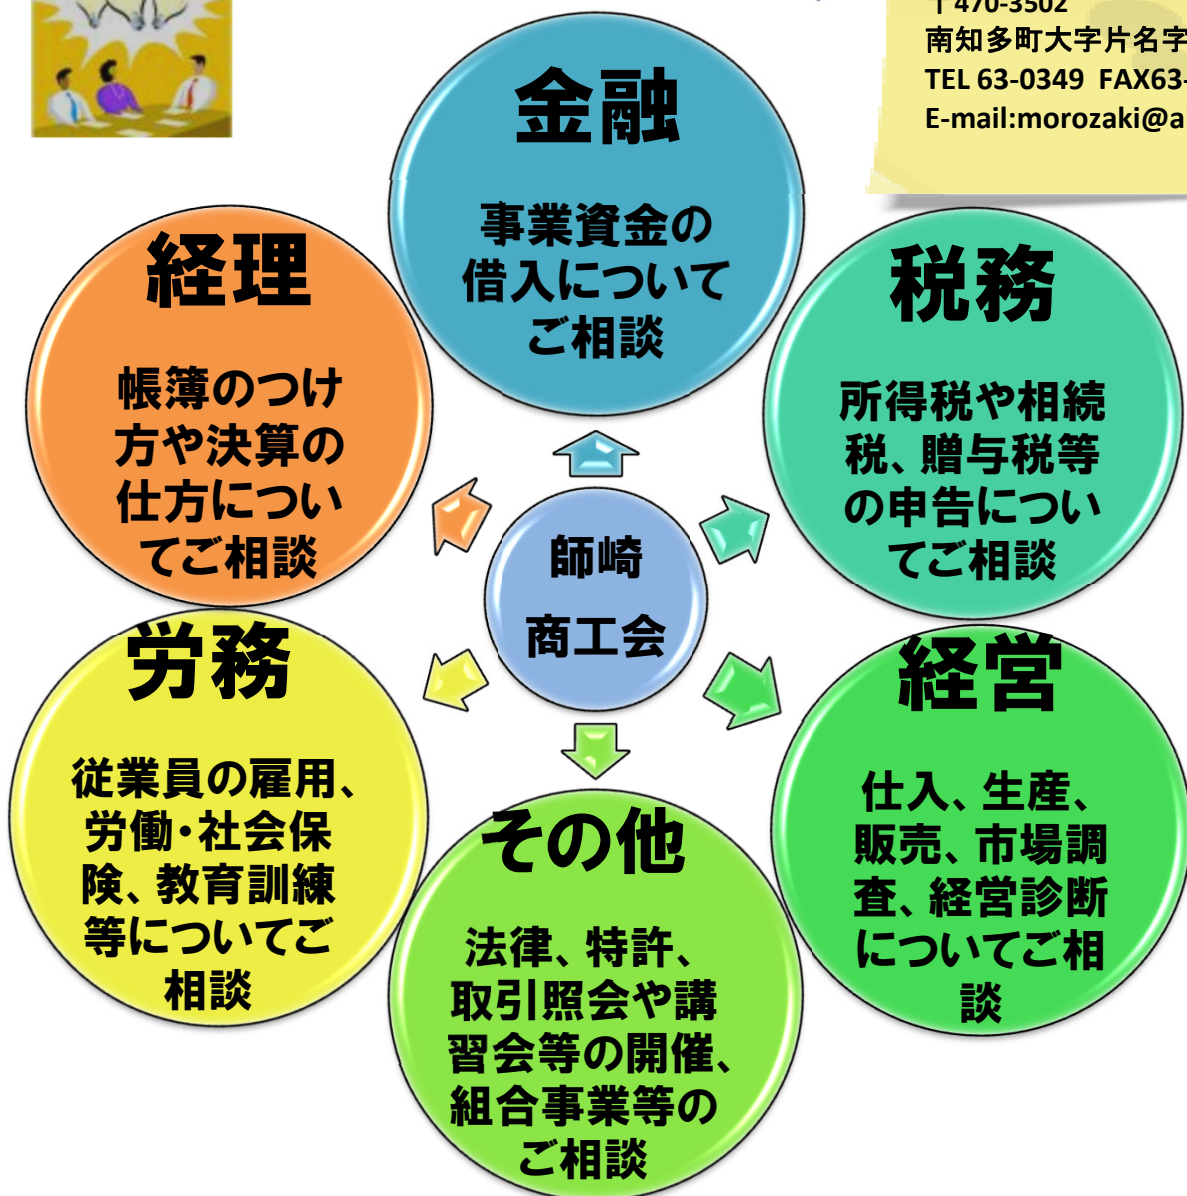 〒470-3502
南知多町大字片名字
TEL 63-0349 FAX63-
E-mail:morozaki@ai
金融
事業資金の
借入について
ご相談
経理
帳簿のつけ
方や決算の
仕方につい
てご相談
税務
所得税や相続
税、贈与税等
の申告につい
てご相談
師崎
商工会
労務
従業員の雇用、
労働・社会保
険、教育訓練
等についてご
相談
経営
仕入、生産、
販売、市場調
査、経営診断
についてご相
談
その他
法律、特許、
取引照会や講
習会等の開催、
組合事業等の
ご相談